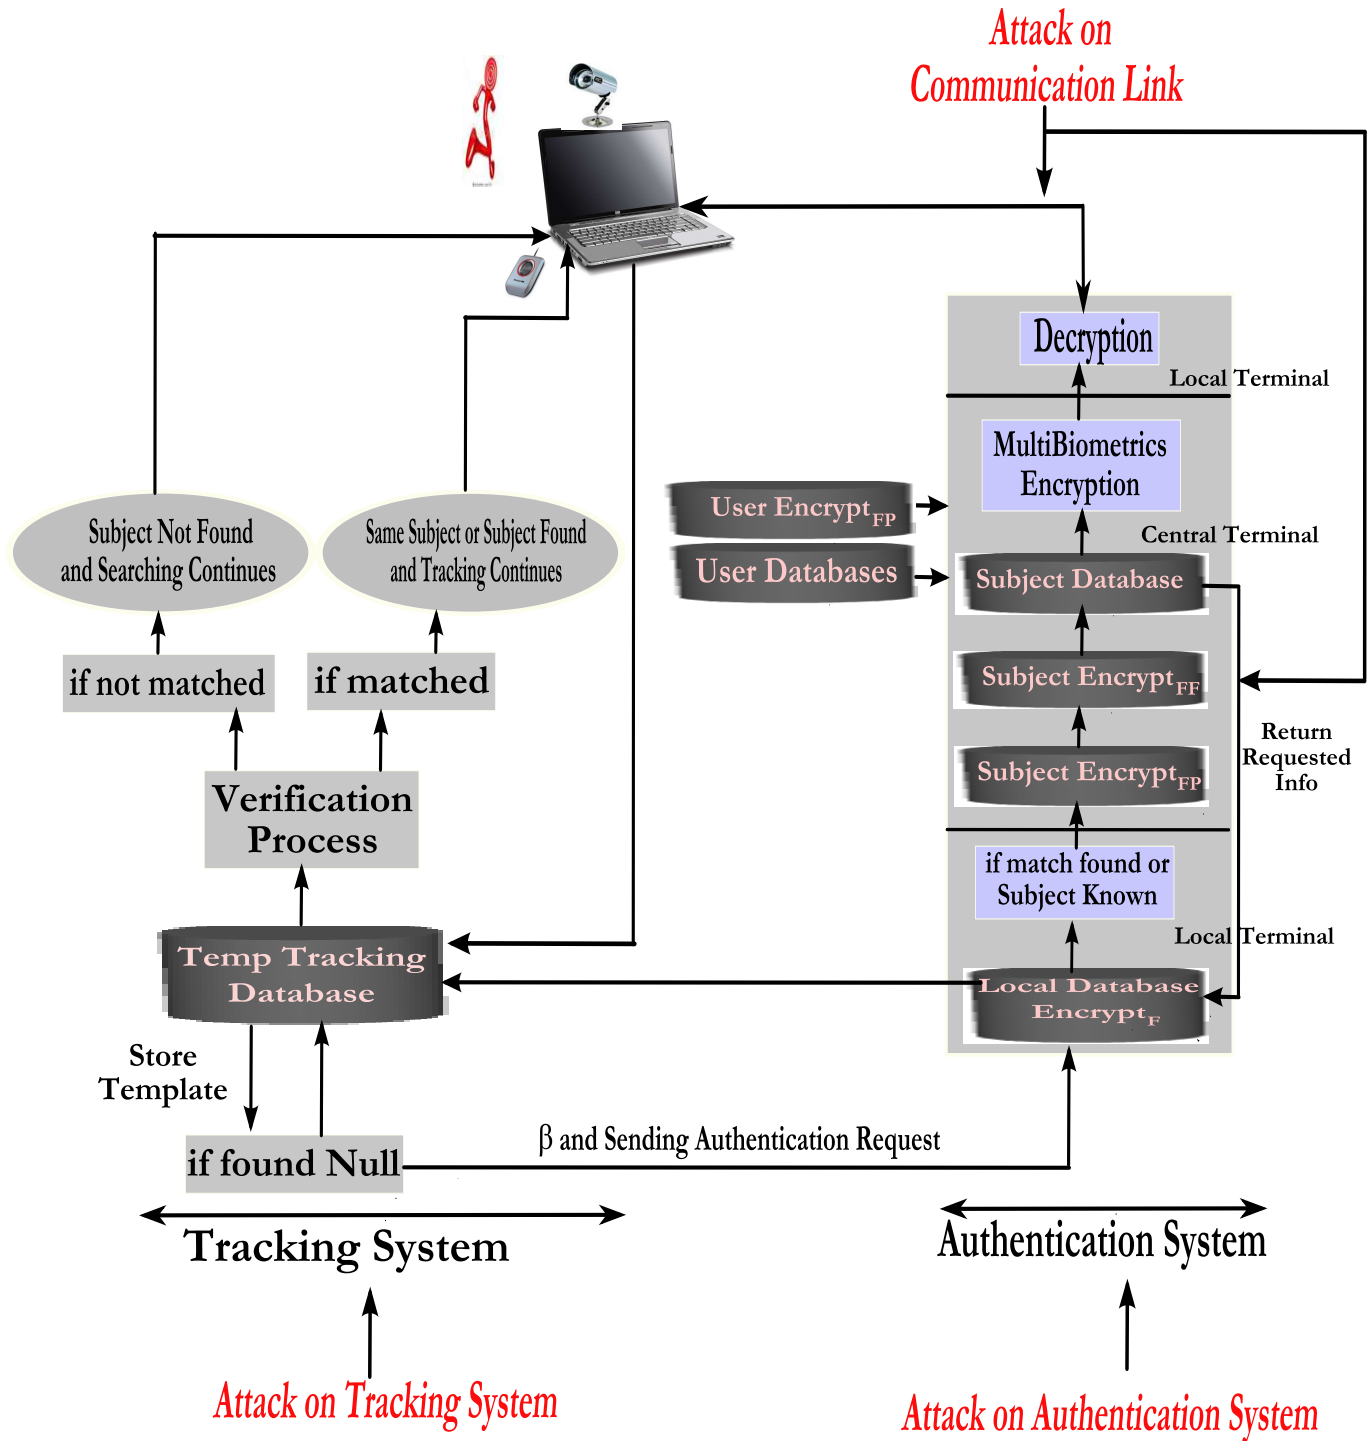 Attack on
Communication Link
Decryption
Local Terminal
MultiBiometrics
Encryption
User Encrypt_FP
Central Terminal
User Databases
Subject Database
Subject Not Found
and Searching Continues
Same Subject or Subject Found
and Tracking Continues
if not matched
if matched
Subject Encrypt_FF
Return
Requested
Info
Subject Encrypt_FP
Verification
Process
if match found or
Subject Known
Local Terminal
Temp Tracking
Database
Local Database
Encrypt_F
Store
Template
if found Null
β and Sending Authentication Request
Tracking System
Authentication System
Attack on Tracking System
Attack on Authentication System